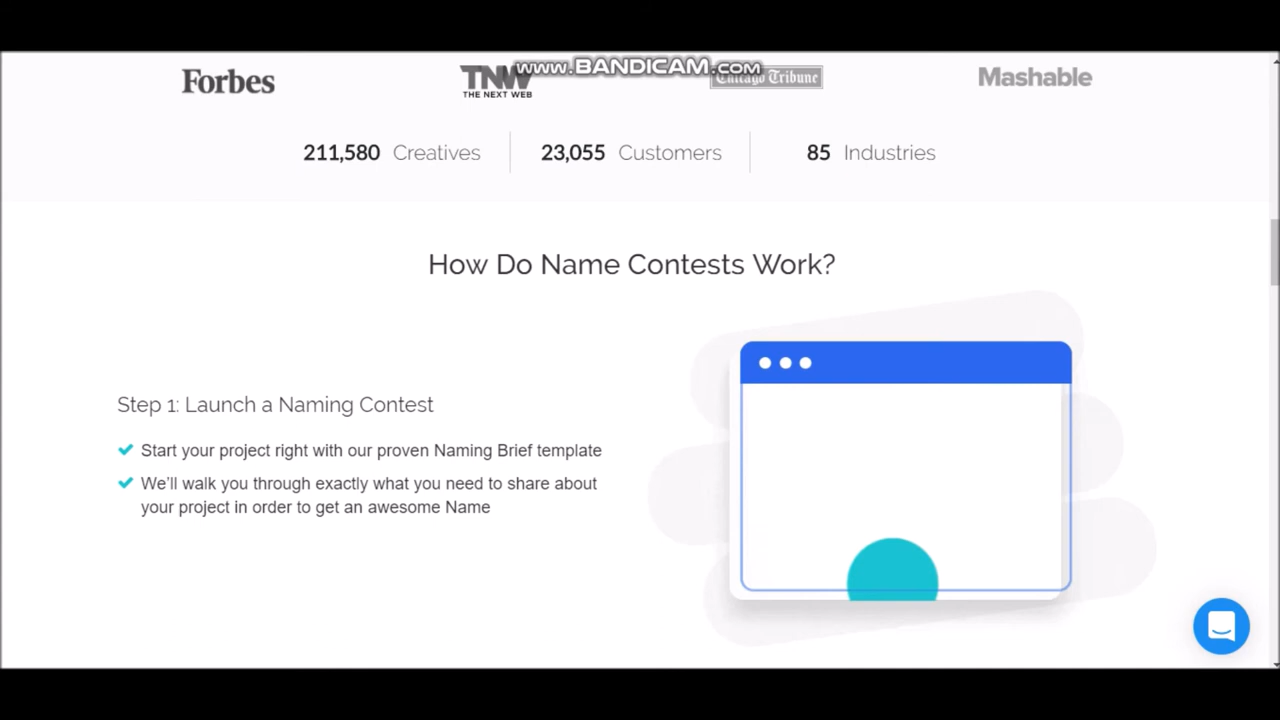 www.BANDICAM.com
Forbes
TNW
THE NEXT WEB
Chicago Tribune
Mashable
211,580 Creatives
23,055 Customers
85 Industries
How Do Name Contests Work?
Step 1: Launch a Naming Contest
Start your project right with our proven Naming Brief template
We'll walk you through exactly what you need to share about
your project in order to get an awesome Name